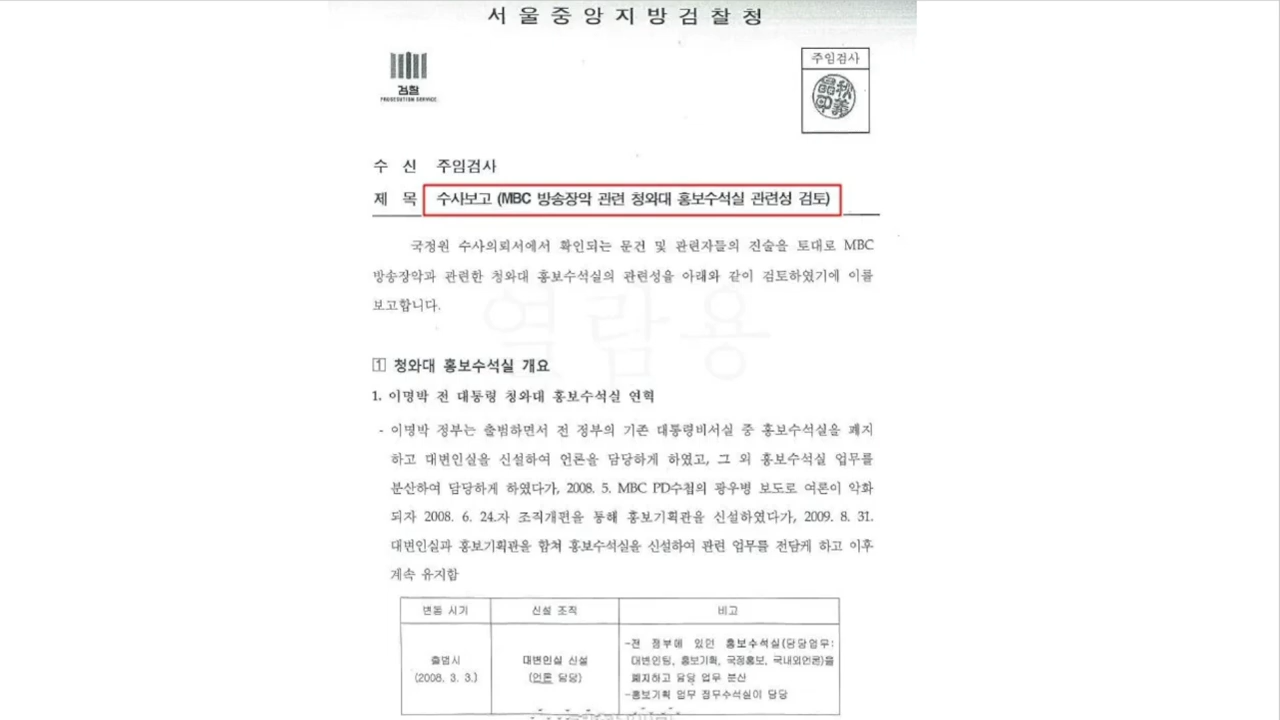 서울중앙지방검찰청
검찰
PROSECUTION SERVICE
주임검사
수 신 주임검사
제 목 수사보고 (MBC 방송장악 관련 청와대 홍보수석실 관련성 검토)
국정원 수사의뢰서에서 확인되는 문건 및 관련자들의 진술을 토대로 MBC
방송장악과 관련한 청와대 홍보수석실의 관련성을 아래와 같이 검토하였기에 이를
보고합니다.
열람용
1 청와대 홍보수석실 개요
1. 이명박 전 대통령 청와대 홍보수석실 연혁
- 이명박 정부는 출범하면서 전 정부의 기존 대통령비서실 중 홍보수석실을 폐지
하고 대변인실을 신설하여 언론을 담당하게 하였고, 그 외 홍보수석실 업무를
분산하여 담당하게 하였다가, 2008. 5. MBC PD수첩의 광우병 보도로 여론이 악화
되자 2008. 6. 24.자 조직개편을 통해 홍보기획관을 신설하였다가, 2009. 8. 31.
대변인실과 홍보기획관을 합쳐 홍보수석실을 신설하여 관련 업무를 전담케 하고 이후
계속 유지함
변동 시기 신설 조직 비고
출범시
(2008. 3. 3.)
대변인실 신설
(언론 담당)
-전 정부에 있던 홍보수석실(담당업무:
대변인팀, 홍보기획, 국정홍보, 국내외언론)을
폐지하고 담당 업무 분산
-홍보기획 업무 정무수석실이 담당